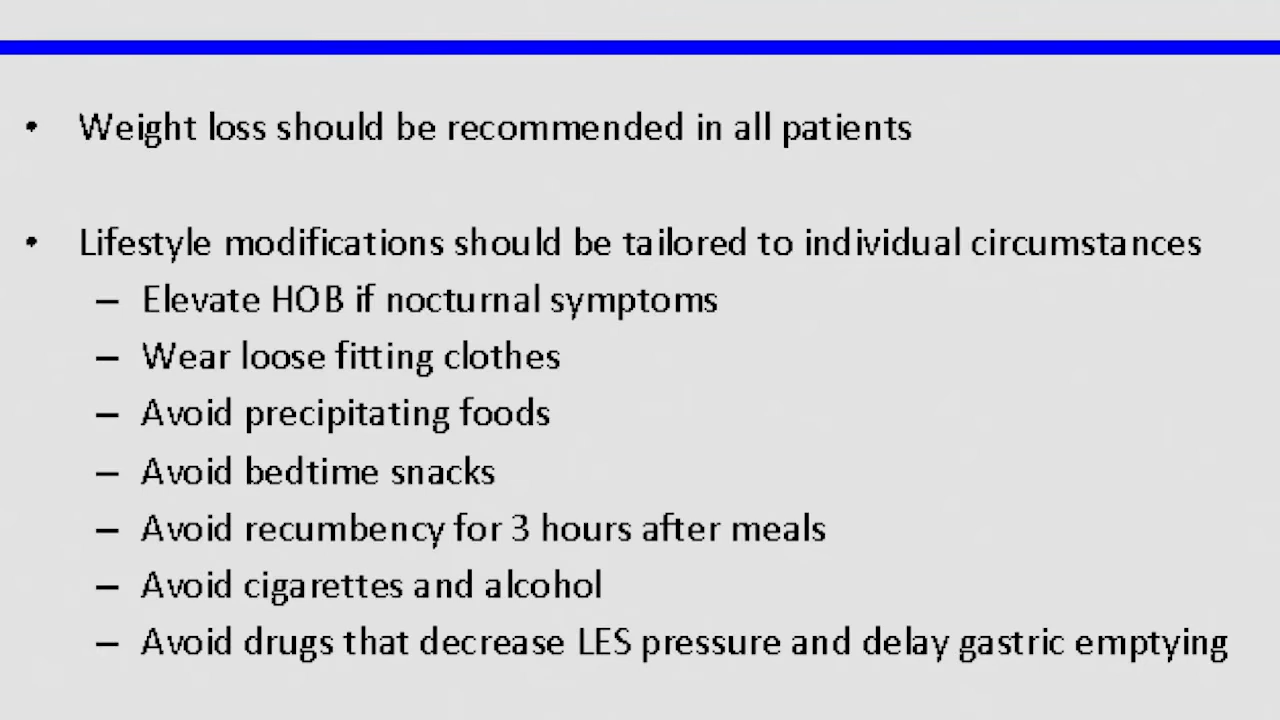 • Weight loss should be recommended in all patients
• Lifestyle modifications should be tailored to individual circumstances
– Elevate HOB if nocturnal symptoms
– Wear loose fitting clothes
– Avoid precipitating foods
– Avoid bedtime snacks
– Avoid recumbency for 3 hours after meals
– Avoid cigarettes and alcohol
– Avoid drugs that decrease LES pressure and delay gastric emptying